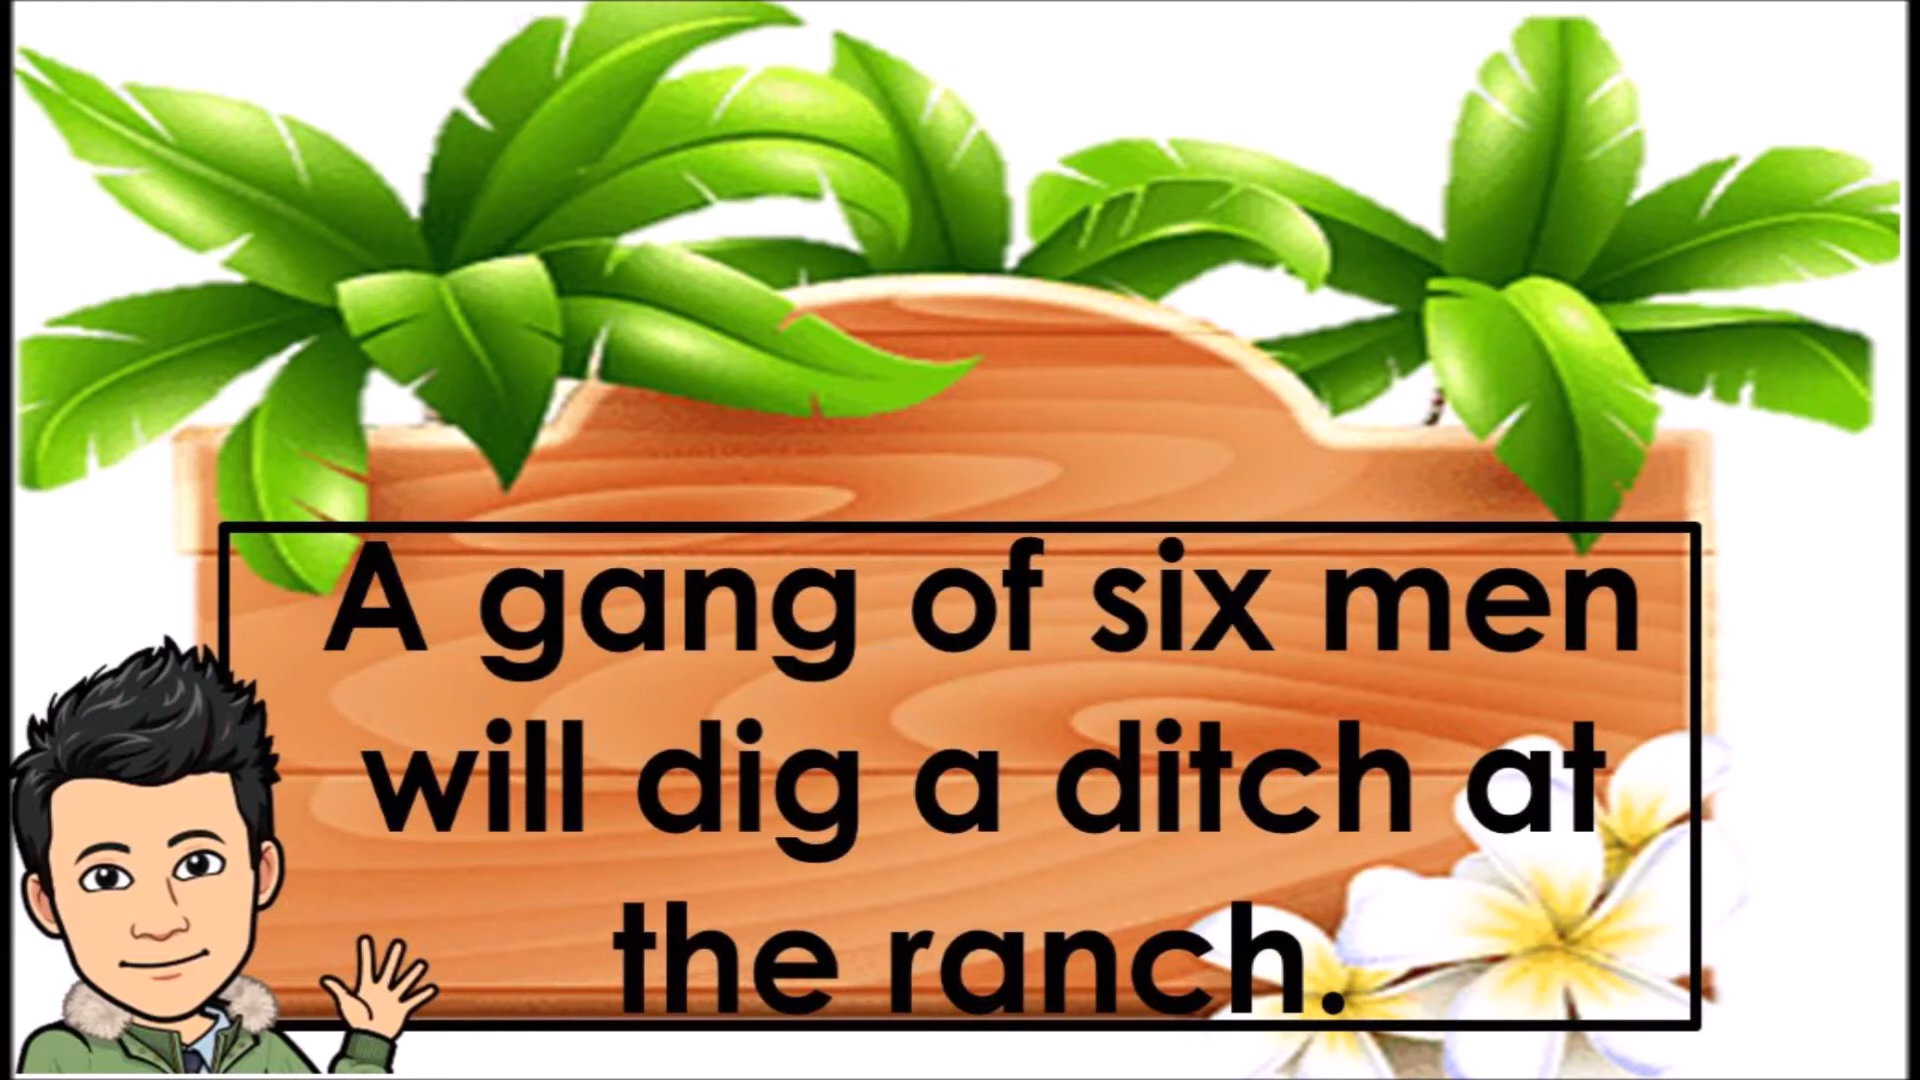 A gang of six men
will dig a ditch at
the ranch.